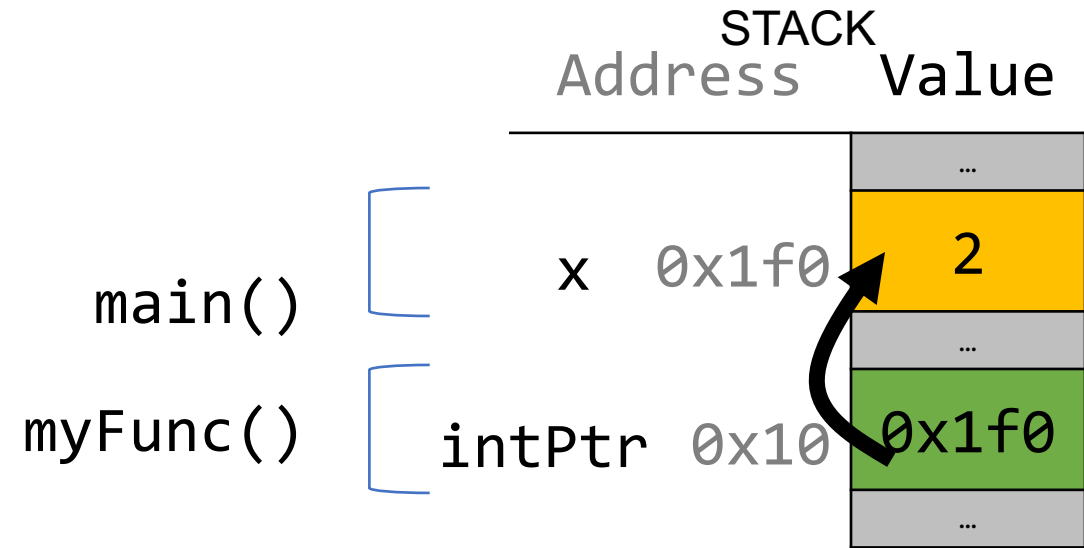 STACK
Address Value
…
x 0x1f0 2
main()
…
myFunc() intPtr 0x10 0x1f0
…